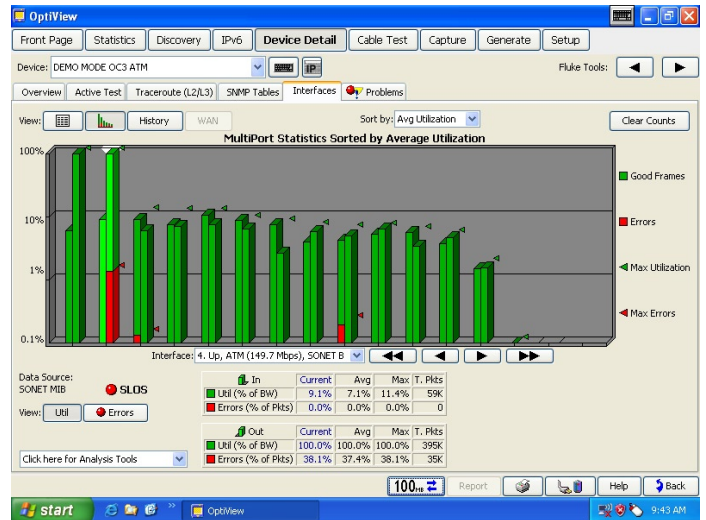 OptiView
Front Page Statistics Discovery IPv6 Device Detail Cable Test Capture Generate Setup
Device: DEMO MODE OC3 ATM IP Fluke Tools:
Overview Active Test Traceroute (L2/L3) SNMP Tables Interfaces Problems
View: History WAN Sort by: Avg Utilization Clear Counts
MultiPort Statistics Sorted by Average Utilization
100%
Good Frames
10%
Errors
Max Utilization
1%
Max Errors
0.1%
Interface: 4. Up, ATM (149.7 Mbps), SONET B
Data Source:
SONET MIB SLOS
In Current Avg Max T. Pkts
Util (% of BW) 9.1% 7.1% 11.4% 59K
Errors (% of Pkts) 0.0% 0.0% 0.0% 0
View: Util Errors
Out Current Avg Max T. Pkts
Util (% of BW) 100.0% 100.0% 100.0% 395K
Errors (% of Pkts) 38.1% 37.4% 38.1% 35K
Click here for Analysis Tools
100 Report Help Back
start OptiView 9:43 AM